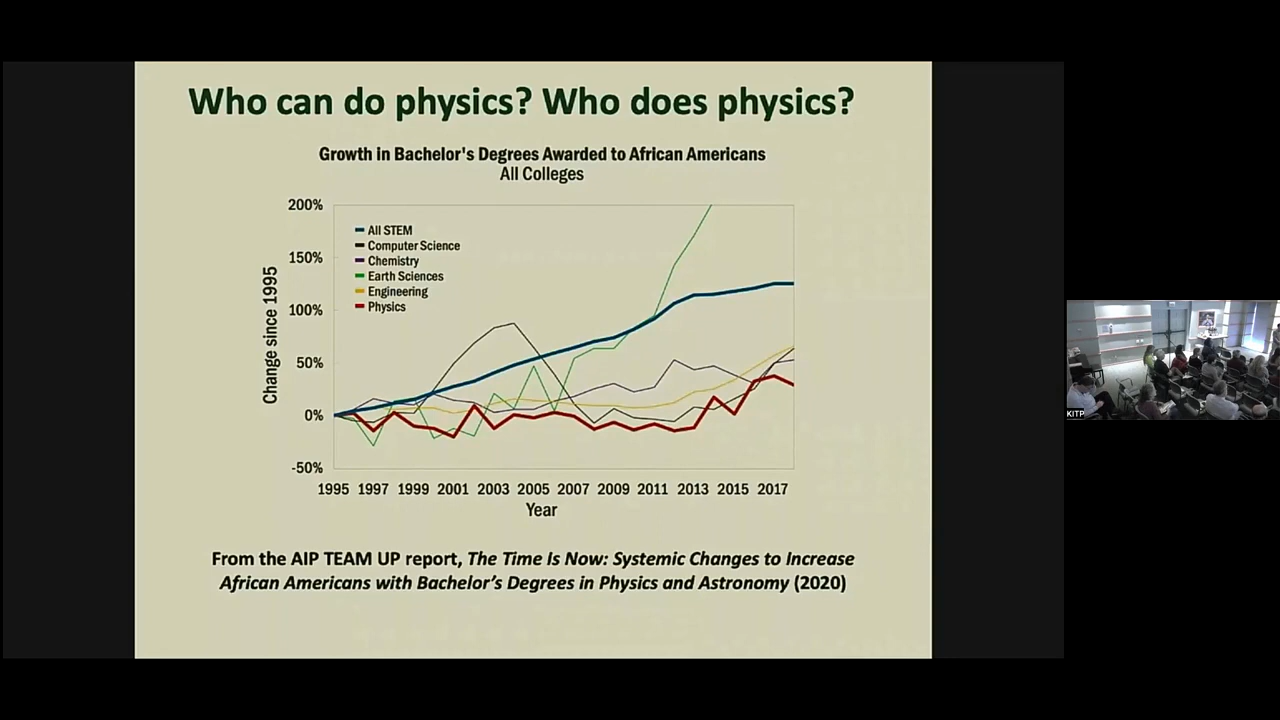 Who can do physics? Who does physics?
Growth in Bachelor's Degrees Awarded to African Americans
All Colleges
200%
150%
100%
50%
0%
-50%
Change since 1995
All STEM
Computer Science
Chemistry
Earth Sciences
Engineering
Physics
1995 1997 1999 2001 2003 2005 2007 2009 2011 2013 2015 2017
Year
From the AIP TEAM UP report, The Time Is Now: Systemic Changes to Increase
African Americans with Bachelor’s Degrees in Physics and Astronomy (2020)
KITP